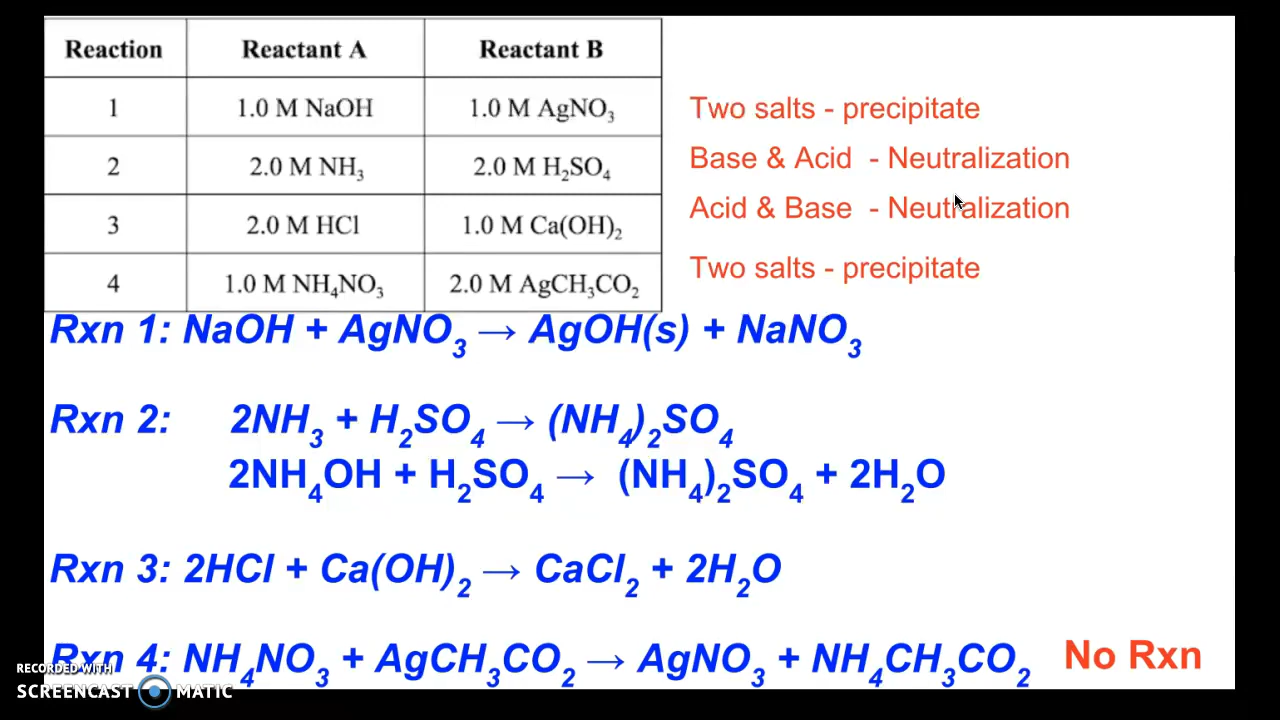 Reaction Reactant A Reactant B
1 1.0 M NaOH 1.0 M AgNO₃ Two salts - precipitate
2 2.0 M NH₃ 2.0 M H₂SO₄ Base & Acid - Neutralization
3 2.0 M HCl 1.0 M Ca(OH)₂ Acid & Base - Neutralization
4 1.0 M NH₄NO₃ 2.0 M AgCH₃CO₂ Two salts - precipitate
Rxn 1: NaOH + AgNO₃ → AgOH(s) + NaNO₃
Rxn 2: 2NH₃ + H₂SO₄ → (NH₄)₂SO₄
2NH₄OH + H₂SO₄ → (NH₄)₂SO₄ + 2H₂O
Rxn 3: 2HCl + Ca(OH)₂ → CaCl₂ + 2H₂O
Rxn 4: NH₄NO₃ + AgCH₃CO₂ → AgNO₃ + NH₄CH₃CO₂ No Rxn
RECORDED WITH
SCREENCAST MATIC